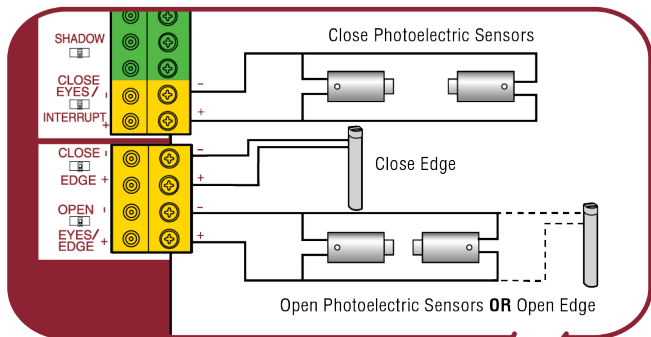 SHADOW
CLOSE
EYES/ -
INTERRUPT +
- 
+
Close Photoelectric Sensors
CLOSE -
EDGE +
-
+
Close Edge
OPEN -
EYES/
EDGE +
-
+
Open Photoelectric Sensors OR Open Edge